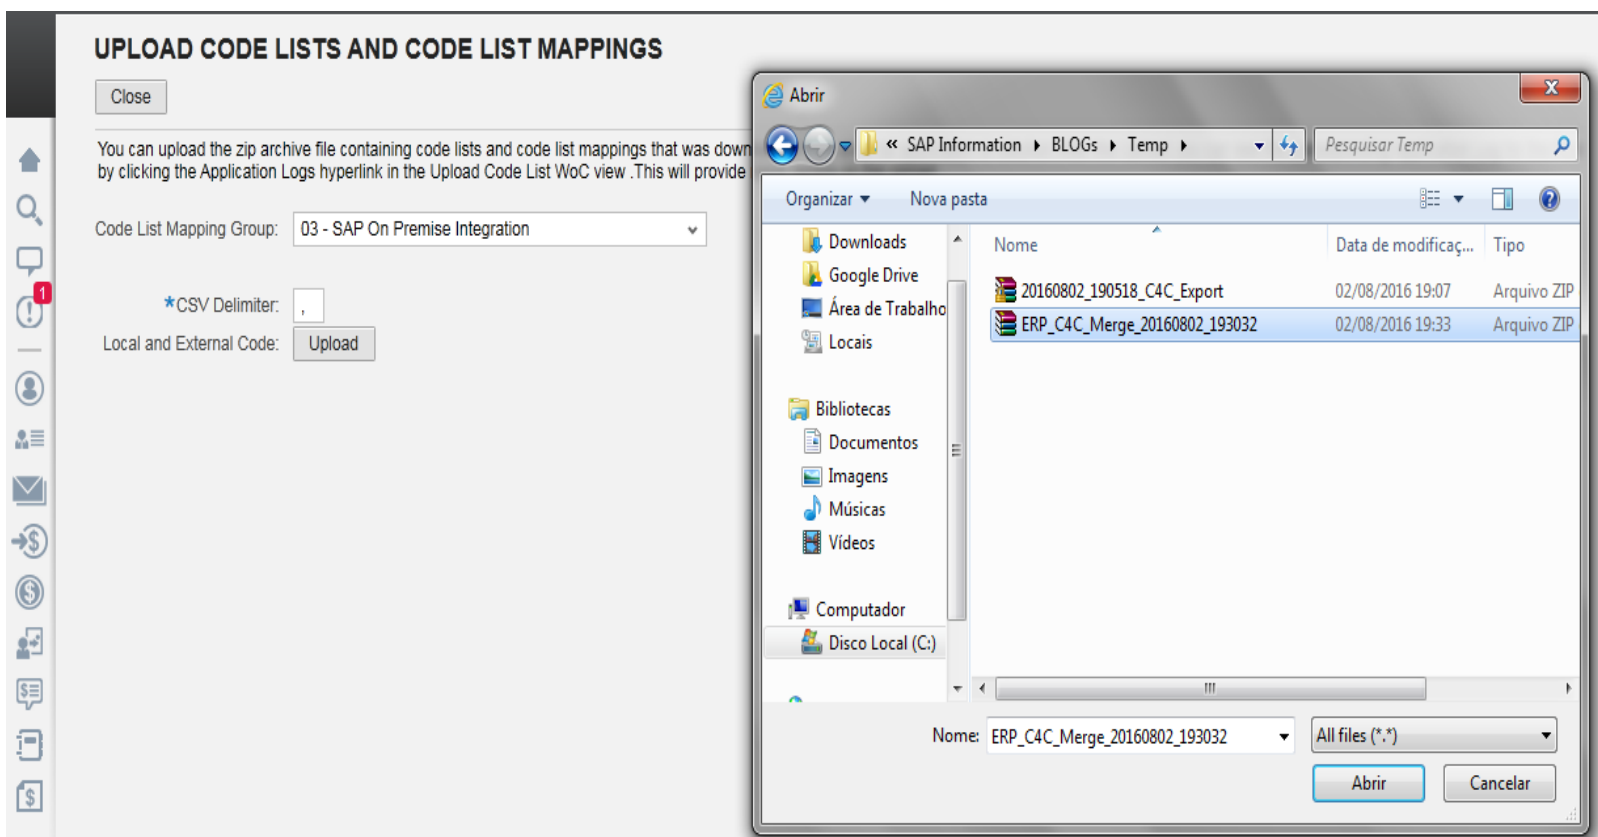 UPLOAD CODE LISTS AND CODE LIST MAPPINGS
Close
You can upload the zip archive file containing code lists and code list mappings that was down
by clicking the Application Logs hyperlink in the Upload Code List WoC view .This will provide
Code List Mapping Group: 03 - SAP On Premise Integration
*CSV Delimiter: ,
Local and External Code: Upload
1
Abrir
x
« SAP Information BLOGs Temp
Pesquisar Temp
Organizar Nova pasta
Downloads
Google Drive
Área de Trabalho
Locais
Bibliotecas
Documentos
Imagens
Músicas
Vídeos
Computador
Disco Local (C:)
Nome Data de modificaç... Tipo
20160802_190518_C4C_Export 02/08/2016 19:07 Arquivo ZIP
ERP_C4C_Merge_20160802_193032 02/08/2016 19:33 Arquivo ZIP
Nome: ERP_C4C_Merge_20160802_193032 All files (*.*)
Abrir Cancelar